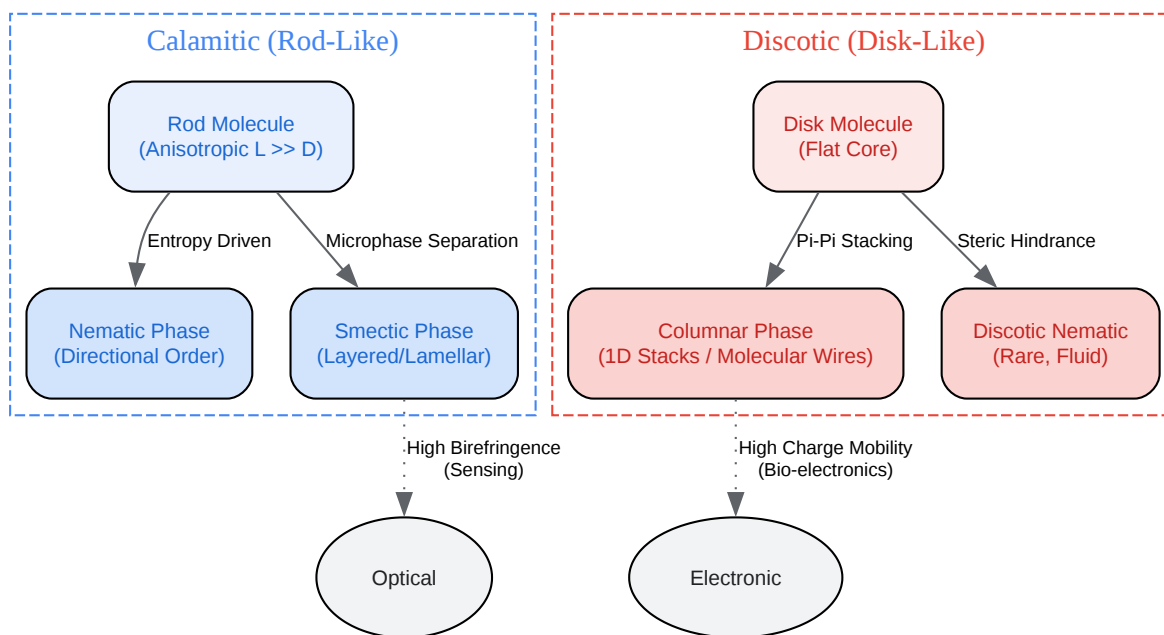 Calamitic (Rod-Like)
Discotic (Disk-Like)
Rod Molecule
(Anisotropic L >> D)
Disk Molecule
(Flat Core)
Entropy Driven
Microphase Separation
Pi-Pi Stacking
Steric Hindrance
Nematic Phase
(Directional Order)
Smectic Phase
(Layered/Lamellar)
Columnar Phase
(1D Stacks / Molecular Wires)
Discotic Nematic
(Rare, Fluid)
High Birefringence
(Sensing)
High Charge Mobility
(Bio-electronics)
Optical
Electronic